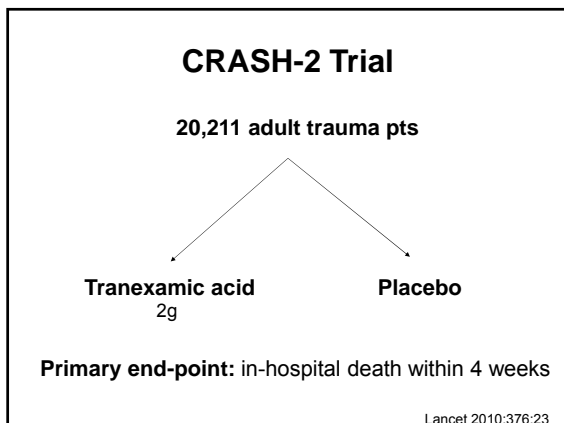 CRASH-2 Trial
20,211 adult trauma pts
Tranexamic acid
2g
Placebo
Primary end-point: in-hospital death within 4 weeks
Lancet 2010;376:23